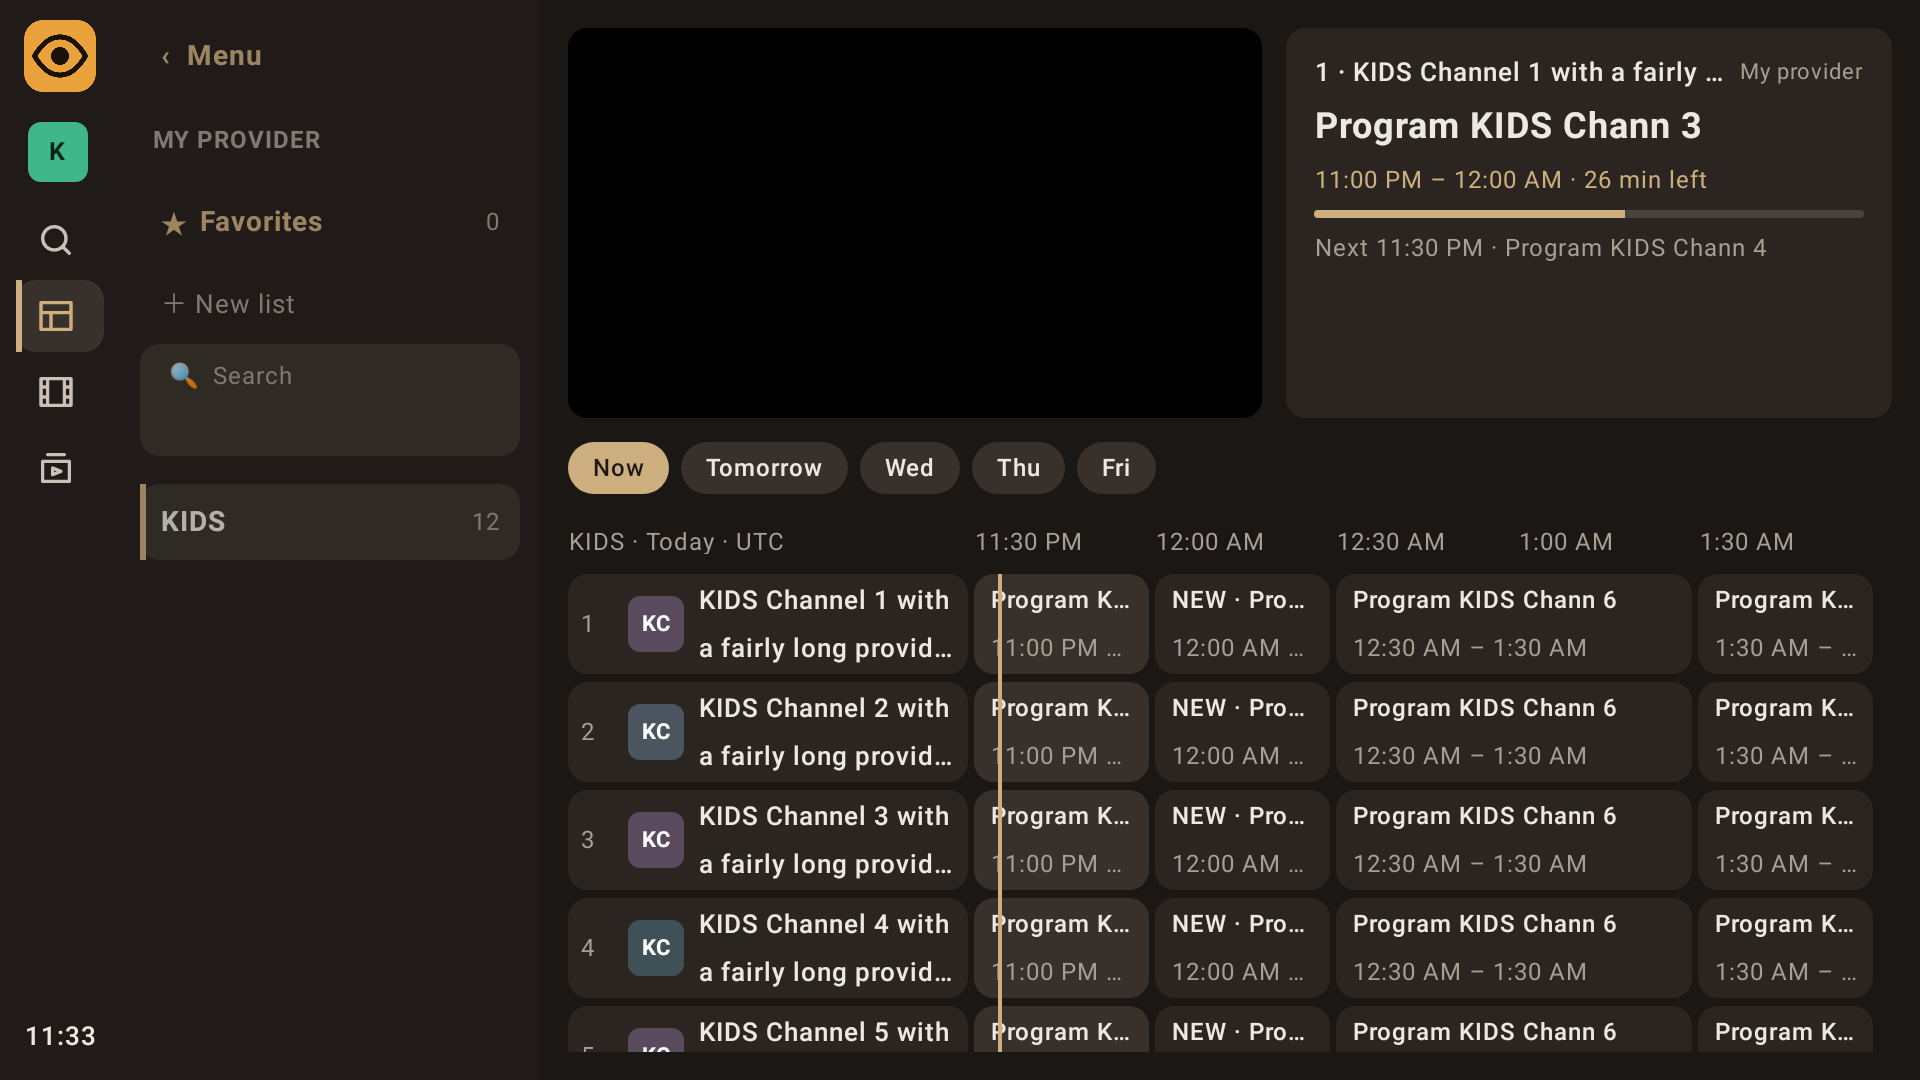 ‹ Menu
K
MY PROVIDER
★ Favorites 0
+ New list
Search
KIDS 12
11:33
1 · KIDS Channel 1 with a fairly … My provider
Program KIDS Chann 3
11:00 PM – 12:00 AM · 26 min left
Next 11:30 PM · Program KIDS Chann 4
Now Tomorrow Wed Thu Fri
KIDS · Today · UTC 11:30 PM 12:00 AM 12:30 AM 1:00 AM 1:30 AM
1 KC KIDS Channel 1 with
a fairly long provid…
Program K… NEW · Pro… Program KIDS Chann 6 Program K…
11:00 PM … 12:00 AM … 12:30 AM – 1:30 AM 1:30 AM – …
2 KC KIDS Channel 2 with
a fairly long provid…
Program K… NEW · Pro… Program KIDS Chann 6 Program K…
11:00 PM … 12:00 AM … 12:30 AM – 1:30 AM 1:30 AM – …
3 KC KIDS Channel 3 with
a fairly long provid…
Program K… NEW · Pro… Program KIDS Chann 6 Program K…
11:00 PM … 12:00 AM … 12:30 AM – 1:30 AM 1:30 AM – …
4 KC KIDS Channel 4 with
a fairly long provid…
Program K… NEW · Pro… Program KIDS Chann 6 Program K…
11:00 PM … 12:00 AM … 12:30 AM – 1:30 AM 1:30 AM – …
KIDS Channel 5 with
Program K… NEW · Pro… Program KIDS Chann 6 Program K…